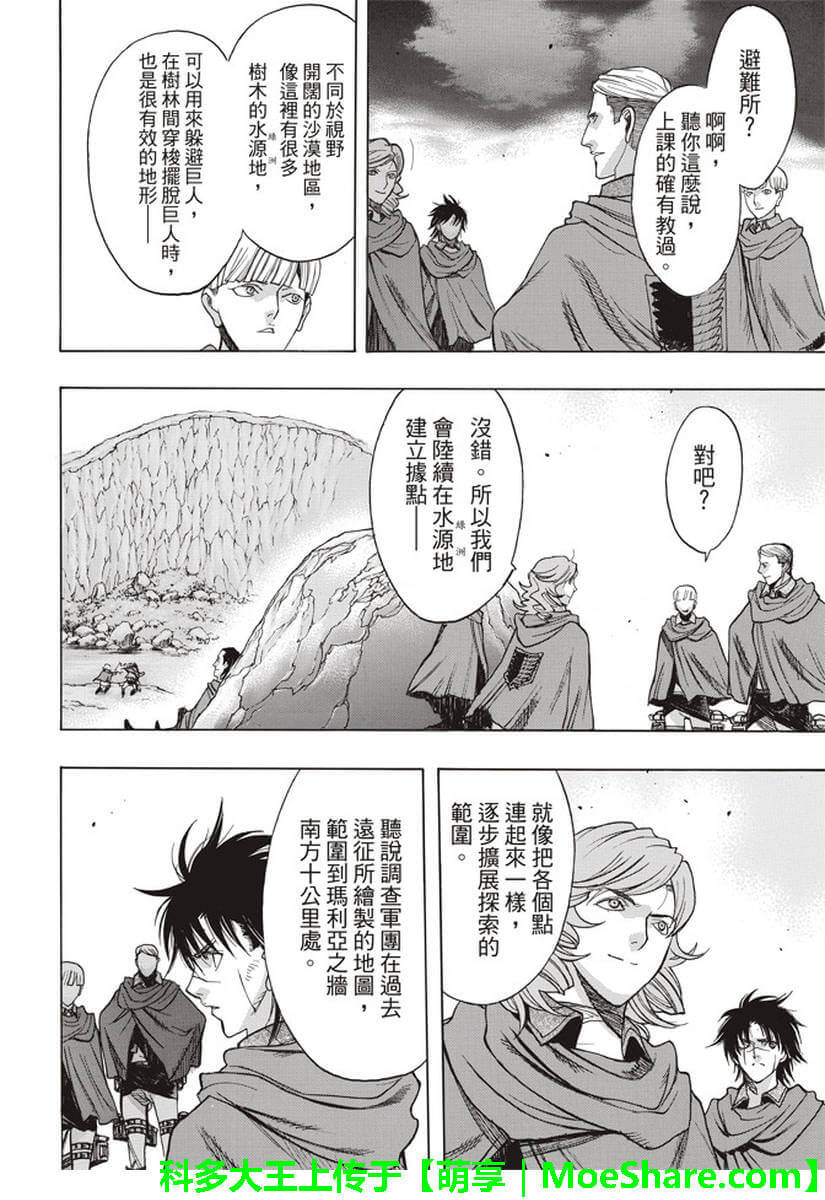 避難所?
啊啊，
聽你這麼說，
上課的確有教過。
不同於視野
開闊的沙漠地區，
像這裡有很多
樹木的水源地，
綠洲
可以用來躲避巨人，
在樹林間穿梭擺脫巨人時，
也是很有效的地形——
對吧?
沒錯。所以我們
會陸續在水源地
綠洲
建立據點——
就像把各個點
連起來一樣，
逐步擴展探索的
範圍。
聽說調查軍團在過去
遠征所繪製的地圖，
範圍到瑪利亞之牆
南方十公里處。
科多大王上传于【萌享 | MoeShare.com】